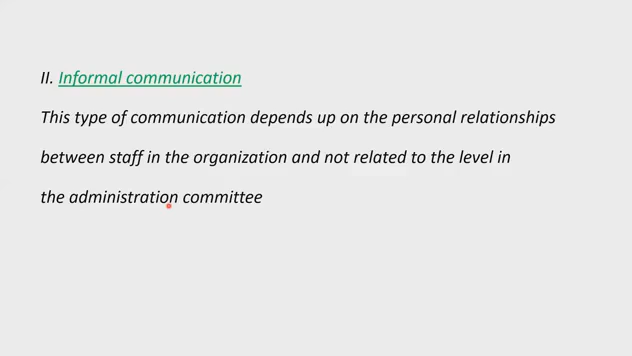 II. Informal communication
This type of communication depends up on the personal relationships
between staff in the organization and not related to the level in
the administration committee